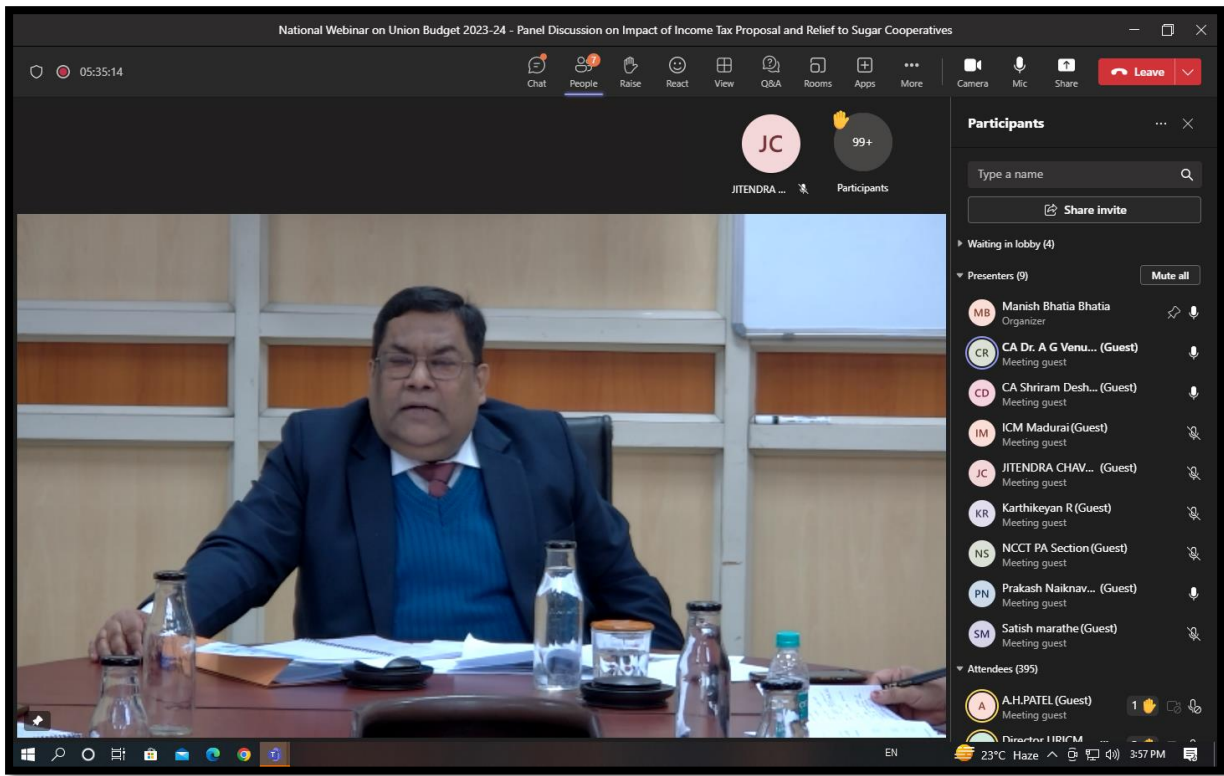 National Webinar on Union Budget 2023-24 - Panel Discussion on Impact of Income Tax Proposal and Relief to Sugar Cooperatives
05:35:14
Chat
7
People
Raise
React
View
Q&A
Rooms
Apps
More
Camera
Mic
Share
Leave
JC
JITENDRA ...
99+
Participants
Participants
Type a name
Share invite
Waiting in lobby (4)
Presenters (9)
Mute all
MB
Manish Bhatia Bhatia
Organizer
CR
CA Dr. A G Venu... (Guest)
Meeting guest
CD
CA Shriram Desh... (Guest)
Meeting guest
IM
ICM Madurai (Guest)
Meeting guest
JC
JITENDRA CHAV... (Guest)
Meeting guest
KR
Karthikeyan R (Guest)
Meeting guest
NS
NCCT PA Section (Guest)
Meeting guest
PN
Prakash Naiknav... (Guest)
Meeting guest
SM
Satish marathe (Guest)
Meeting guest
Attendees (395)
A
A.H.PATEL (Guest)
1
Meeting guest
Director URICM
EN
23°C Haze
3:57 PM